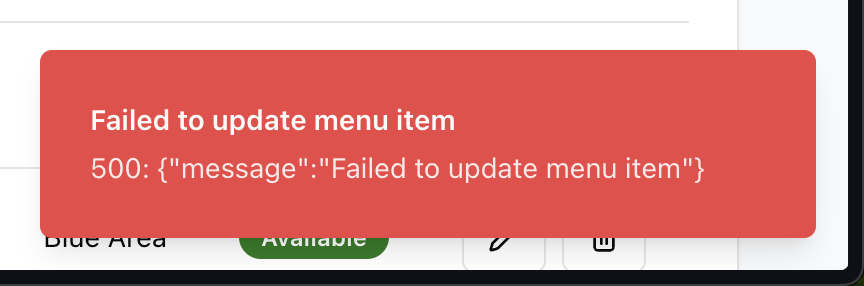 Failed to update menu item
500: {"message":"Failed to update menu item"}
Blue Area
Available